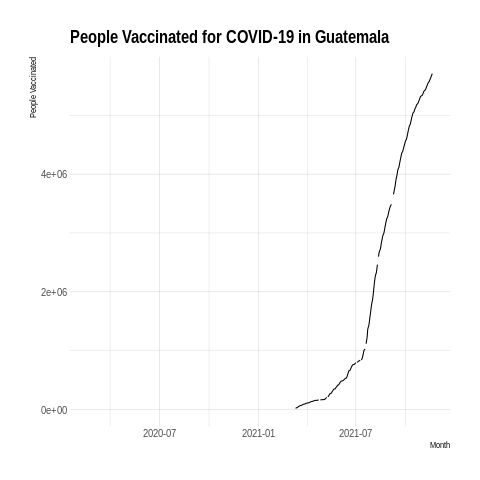 People Vaccinated for COVID-19 in Guatemala
People Vaccinated
4e+06
2e+06
0e+00
2020-07 2021-01 2021-07
Month